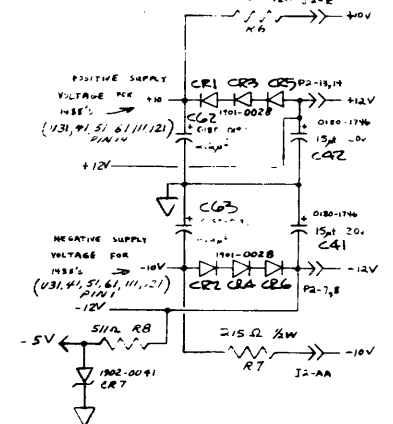 +10V
R6
POSITIVE SUPPLY
VOLTAGE FOR
1488's
(U31,41,51,61,111,121)
PIN 14
+10
CR1 CR3 CR5
1901-0028
P2-13,14
+12V
C62
+12V
0180-1746
15µf 20V
C42
C63
0180-1746
15µf 20V
C41
NEGATIVE SUPPLY
VOLTAGE FOR
1488's
(U31,41,51,61,111,121)
PIN 1
-10V
1901-0028
CR2 CR4 CR6
-12V
P2-7,8
-12V
-5V
511Ω R8
215 Ω ½W
R7
-10V
J2-AA
1902-0041
CR7